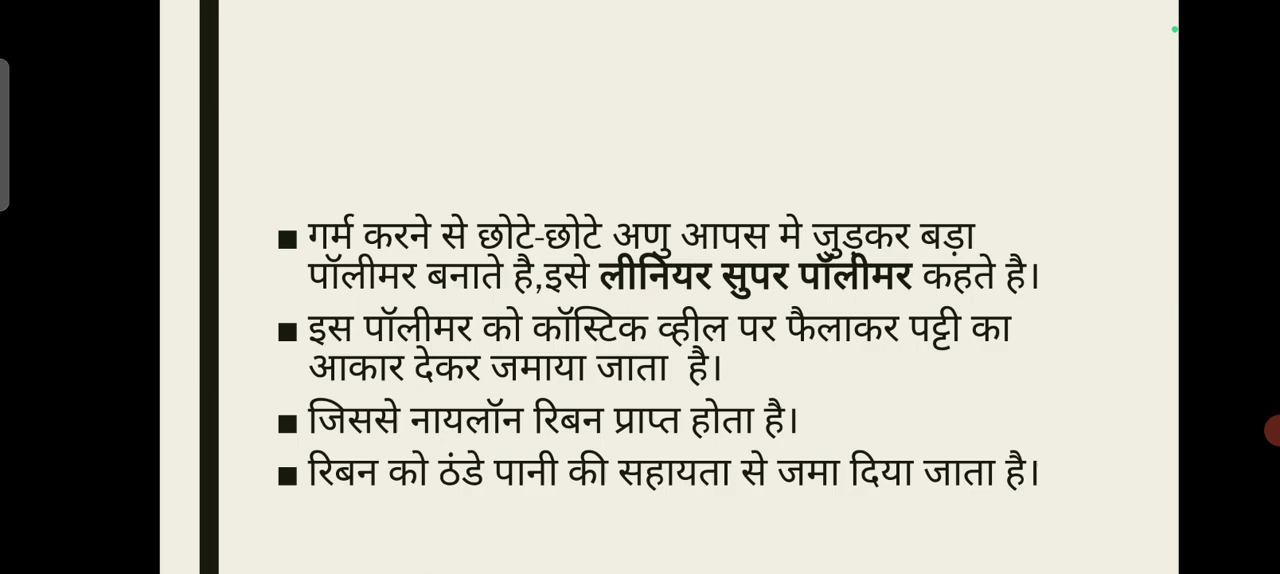 ■ गर्म करने से छोटे-छोटे अणु आपस मे जुड़कर बड़ा
पॉलीमर बनाते है,इसे लीनियर सुपर पॉलीमर कहते है।
■ इस पॉलीमर को कॉस्टिक व्हील पर फैलाकर पट्टी का
आकार देकर जमाया जाता है।
■ जिससे नायलॉन रिबन प्राप्त होता है।
■ रिबन को ठंडे पानी की सहायता से जमा दिया जाता है।